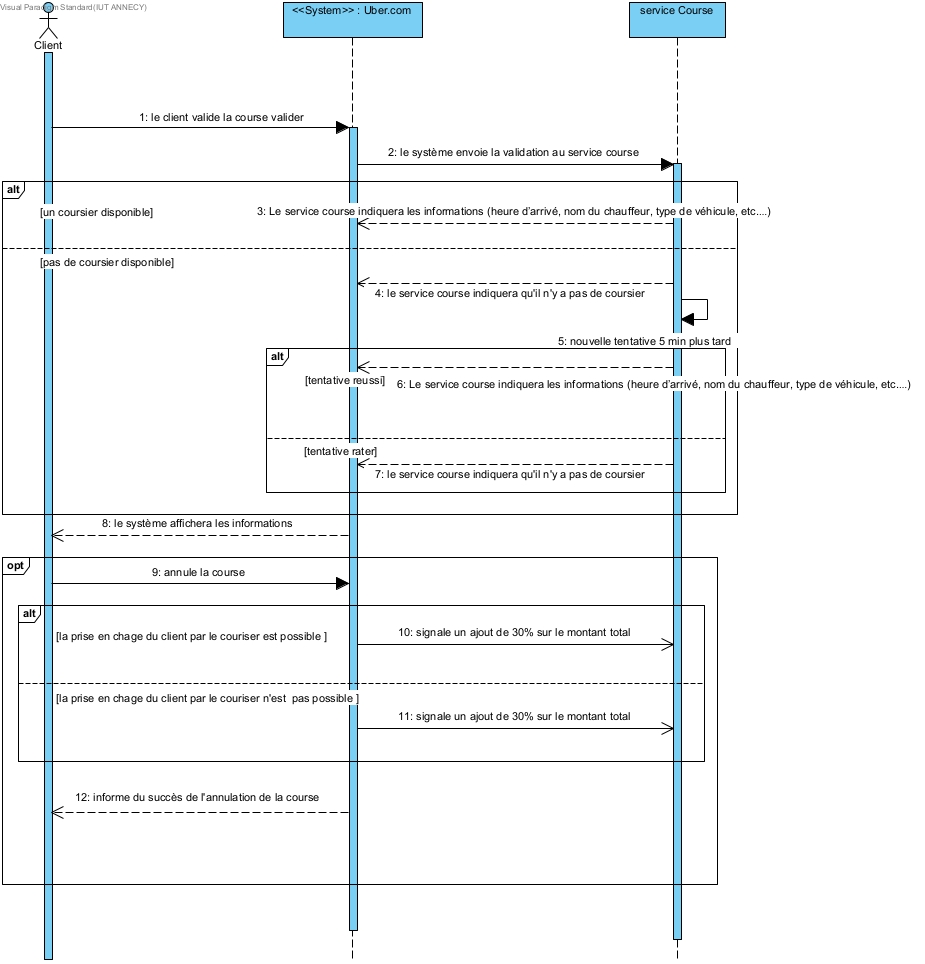 Visual Paradigm Standard(IUT ANNECY)
<<System>> : Uber.com
service Course
Client
1: le client valide la course valider
2: le système envoie la validation au service course
alt
[un coursier disponible]
3: Le service course indiquera les informations (heure d'arrivé, nom du chauffeur, type de véhicule, etc....)
[pas de coursier disponible]
4: le service course indiquera qu'il n'y a pas de coursier
5: nouvelle tentative 5 min plus tard
alt
[tentative reussi]
6: Le service course indiquera les informations (heure d'arrivé, nom du chauffeur, type de véhicule, etc....)
[tentative rater]
7: le service course indiquera qu'il n'y a pas de coursier
8: le système affichera les informations
opt
9: annule la course
alt
[la prise en chage du client par le couriser est possible ]
10: signale un ajout de 30% sur le montant total
[la prise en chage du client par le couriser n'est  pas possible ]
11: signale un ajout de 30% sur le montant total
12: informe du succès de l'annulation de la course